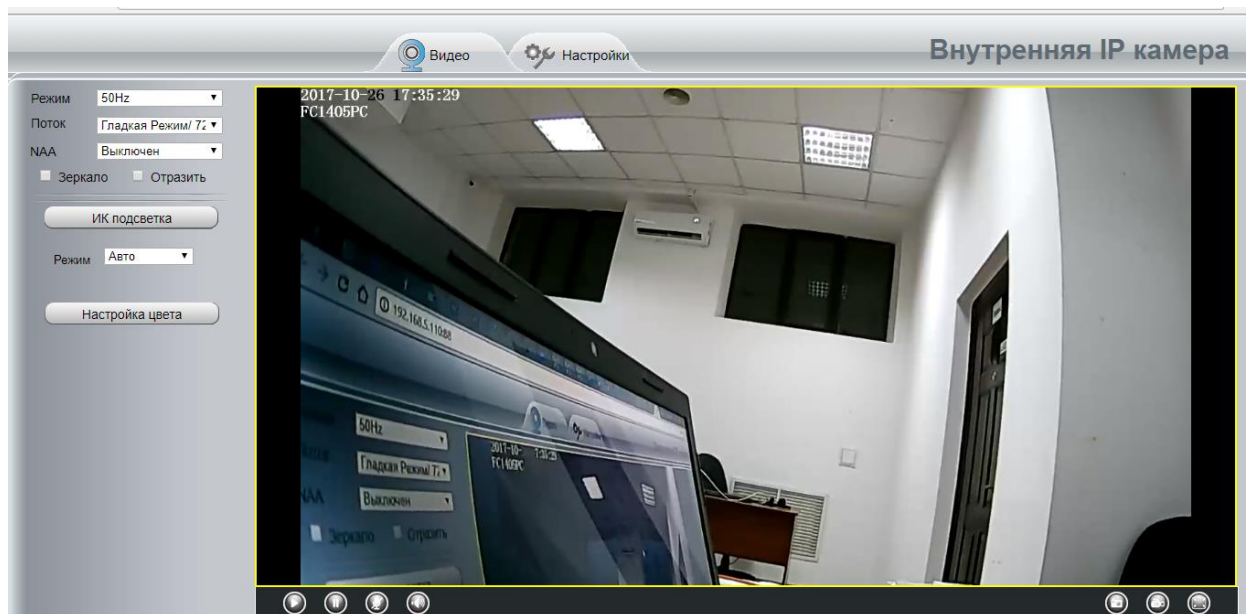 Видео
Настройки
Внутренняя IP камера
Режим 50Hz
Поток Гладкая Режим/ 72
NAA Выключен
Зеркало Отразить
ИК подсветка
Режим Авто
Настройка цвета
2017-10-26 17:35:29
FC1405PC
192.168.5.110:88
50Hz
Гладкая Режим/ 72
NAA Выключен
Зеркало Отразить
2017-10-
FC1405PC